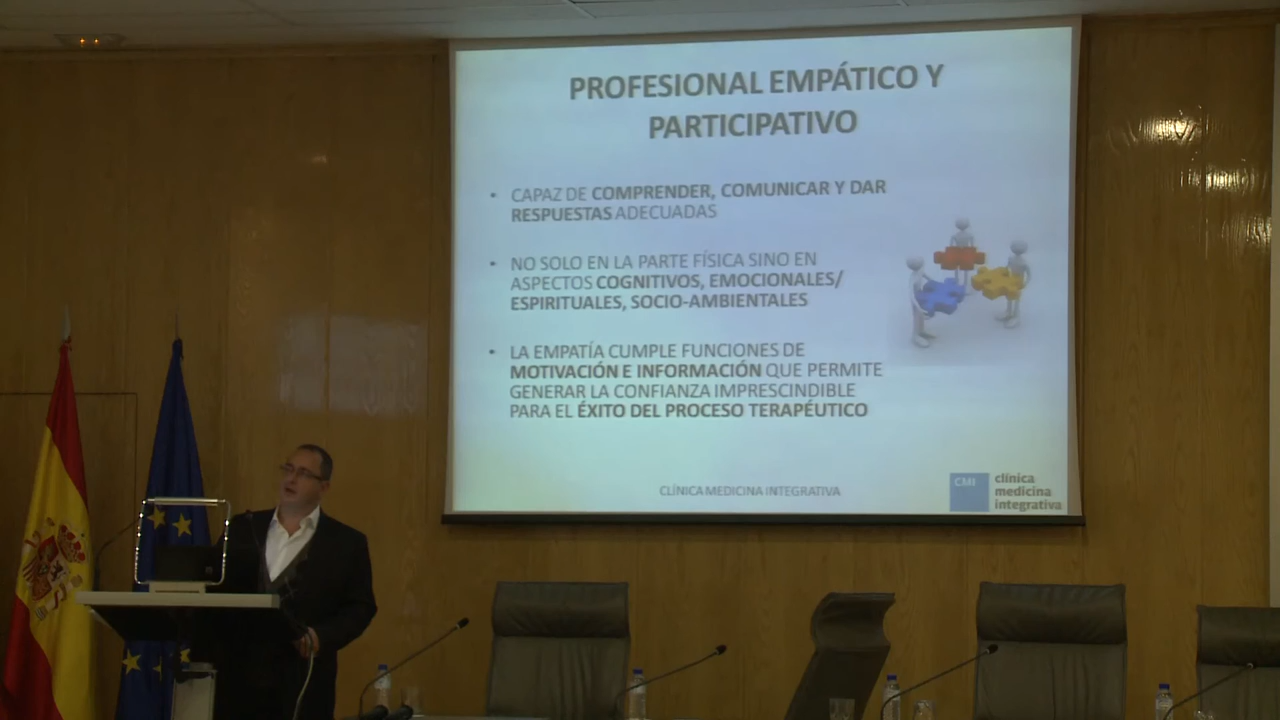 PROFESIONAL EMPÁTICO Y
PARTICIPATIVO
• CAPAZ DE COMPRENDER, COMUNICAR Y DAR
RESPUESTAS ADECUADAS
• NO SOLO EN LA PARTE FÍSICA SINO EN
ASPECTOS COGNITIVOS, EMOCIONALES/
ESPIRITUALES, SOCIO-AMBIENTALES
• LA EMPATÍA CUMPLE FUNCIONES DE
MOTIVACIÓN E INFORMACIÓN QUE PERMITE
GENERAR LA CONFIANZA IMPRESCINDIBLE
PARA EL ÉXITO DEL PROCESO TERAPÉUTICO
CLÍNICA MEDICINA INTEGRATIVA
CMI
clínica
medicina
integrativa